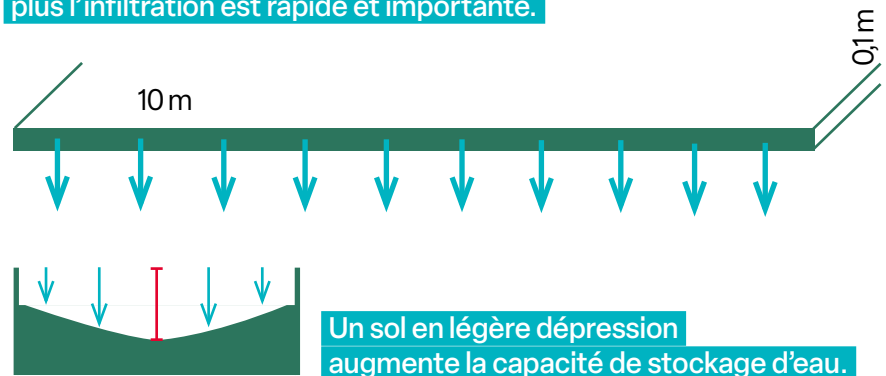 plus l’infiltration est rapide et importante.
0,1 m
10 m
Un sol en légère dépression
augmente la capacité de stockage d’eau.